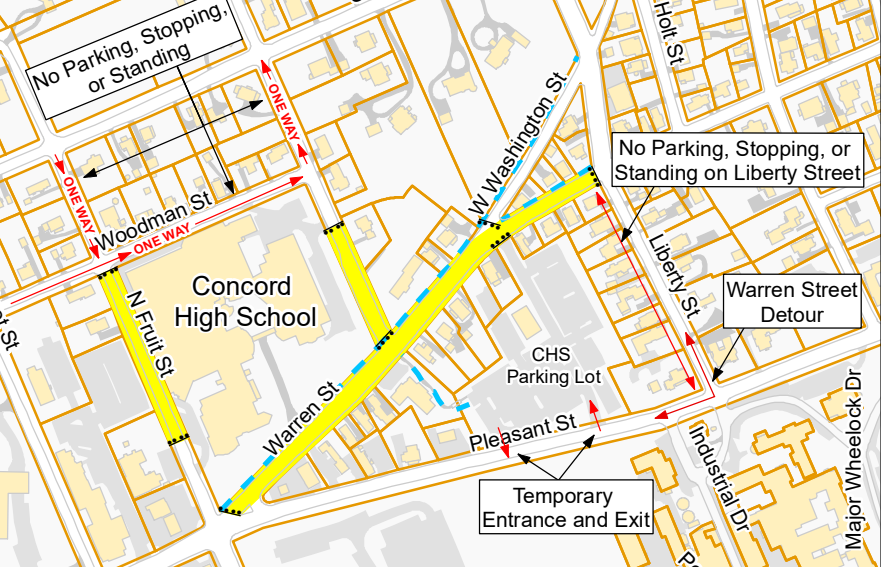 No Parking, Stopping,
or Standing
Holt St
W Washington St
ONE WAY
No Parking, Stopping, or
Standing on Liberty Street
ONE WAY
Woodman St
ONE WAY
Liberty St
Concord
High School
Warren Street
Detour
N Fruit St
CHS
Parking Lot
Warren St
Pleasant St
Industrial Dr
Major Wheelock Dr
Temporary
Entrance and Exit